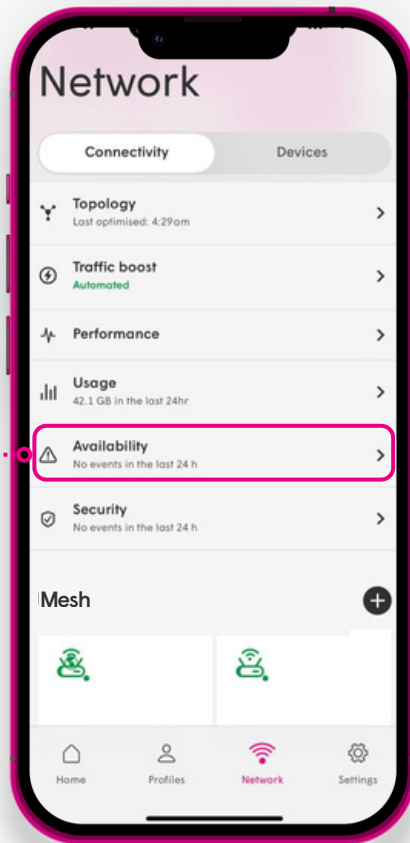 Network
Connectivity Devices
Topology
Last optimised: 4:29am
Traffic boost
Automated
Performance
Usage
42.1 GB in the last 24hr
Availability
No events in the last 24 h
Security
No events in the last 24 h
Mesh
Home Profiles Network Settings